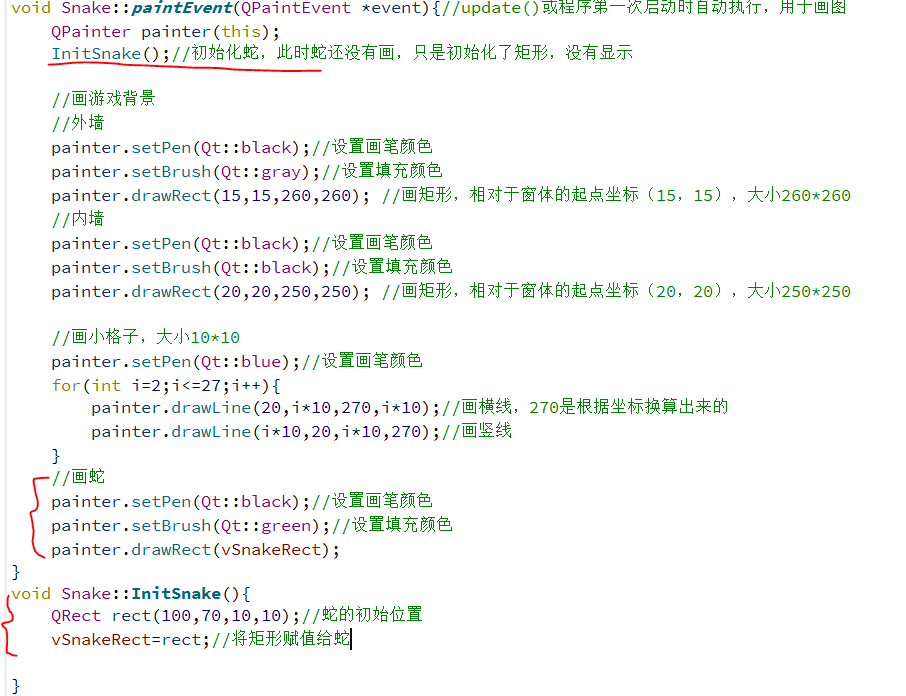 void Snake::paintEvent(QPaintEvent *event){//update()或程序第一次启动时自动执行，用于画图
QPainter painter(this);
InitSnake();//初始化蛇，此时蛇还没有画，只是初始化了矩形，没有显示
//画游戏背景
//外墙
painter.setPen(Qt::black);//设置画笔颜色
painter.setBrush(Qt::gray);//设置填充颜色
painter.drawRect(15,15,260,260); //画矩形，相对于窗体的起点坐标（15，15），大小260*260
//内墙
painter.setPen(Qt::black);//设置画笔颜色
painter.setBrush(Qt::black);//设置填充颜色
painter.drawRect(20,20,250,250); //画矩形，相对于窗体的起点坐标（20，20），大小250*250
//画小格子，大小10*10
painter.setPen(Qt::blue);//设置画笔颜色
for(int i=2;i<=27;i++){
painter.drawLine(20,i*10,270,i*10);//画横线，270是根据坐标换算出来的
painter.drawLine(i*10,20,i*10,270);//画竖线
}
//画蛇
painter.setPen(Qt::black);//设置画笔颜色
painter.setBrush(Qt::green);//设置填充颜色
painter.drawRect(vSnakeRect);
}
void Snake::InitSnake(){
QRect rect(100,70,10,10);//蛇的初始位置
vSnakeRect=rect;//将矩形赋值给蛇
}